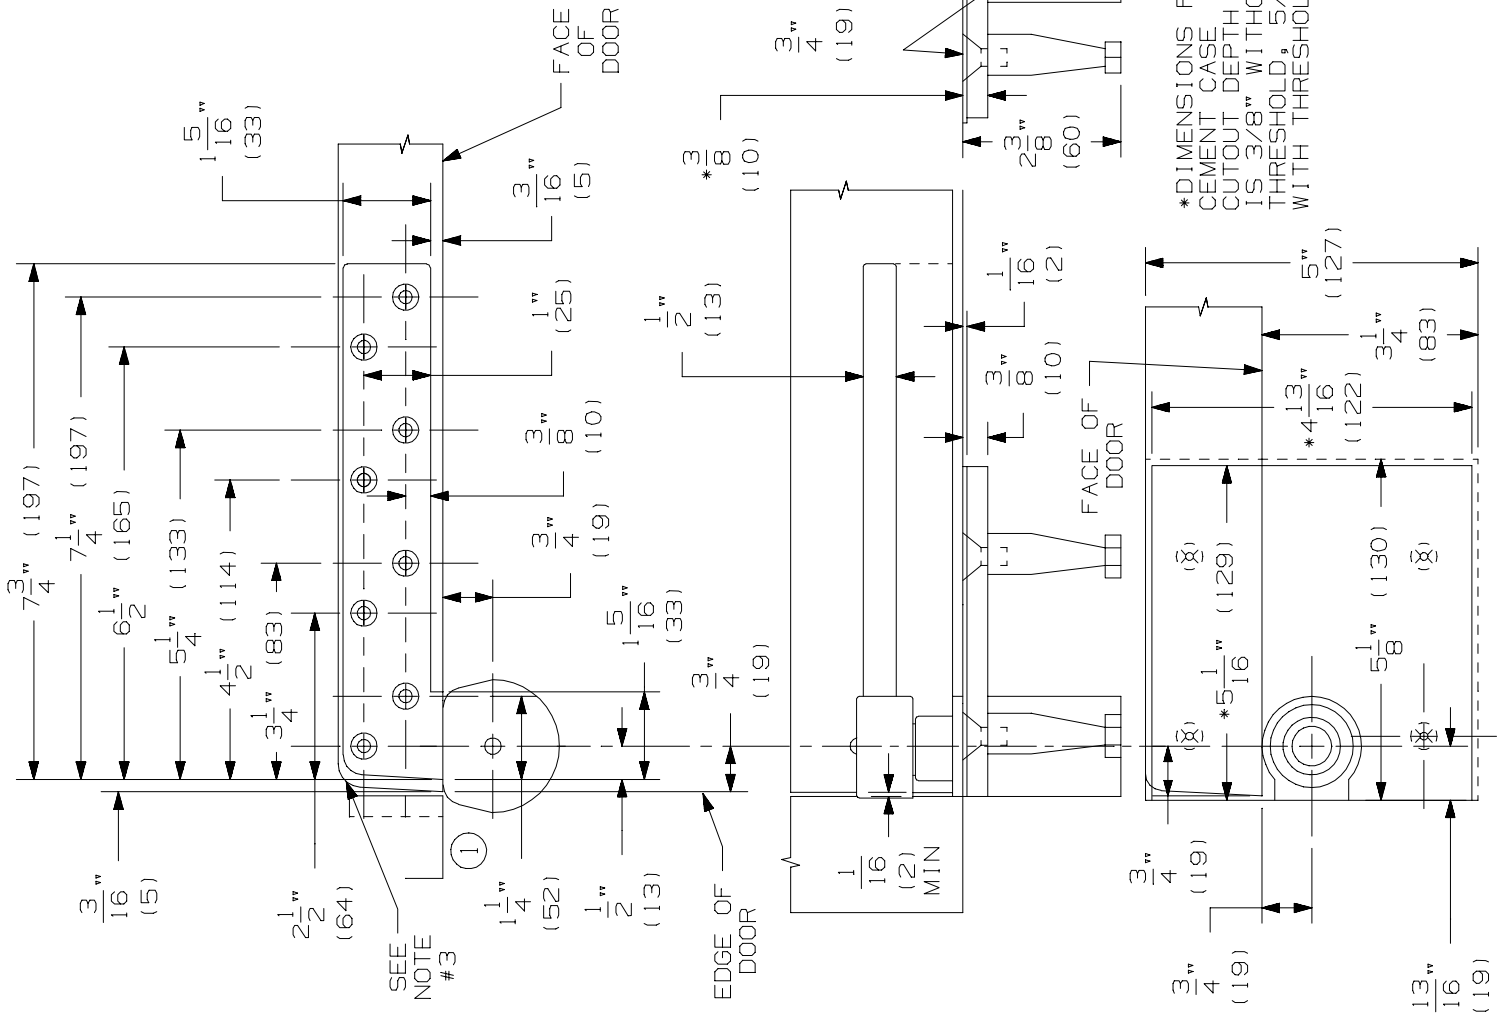 7 3/4" (197)
7 1/4" (197)
6 1/2" (165)
5 1/4" (133)
4 1/2" (114)
3 1/4" (83)
3/16"
(5)
2 1/2"
(64)
SEE
NOTE
#3
1
1 1/4"
(52)
1/2"
(13)
1 5/16"
(33)
3/16"
(5)
1"
(25)
3/8"
(10)
3/4"
(19)
1 5/16"
(33)
3/4"
(19)
FACE
OF
DOOR
EDGE OF
DOOR
1/2"
(13)
1/16"
(2)
3/8"
(10)
1/16
(2)
MIN
3/4"
(19)
*3/8"
(10)
2 3/8"
(60)
*DIMENSIONS F
CEMENT CASE
CUTOUT DEPTH
IS 3/8" WITHO
THRESHOLD, 5/
WITH THRESHOL
FACE OF
DOOR
3/4"
(19)
3/4"
(19)
*5 1/16" (129)
*4 13/16"
(122)
5"
(127)
3 1/4"
(83)
5 1/8" (130)
13/16"
(19)